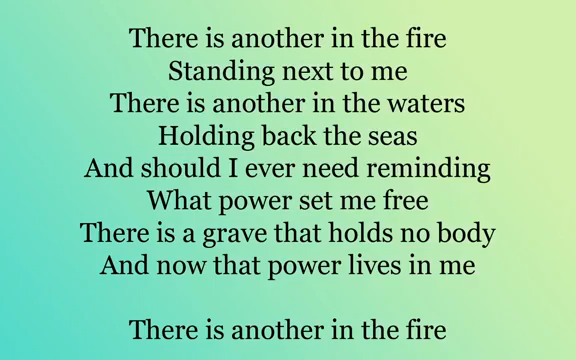 There is another in the fire
Standing next to me
There is another in the waters
Holding back the seas
And should I ever need reminding
What power set me free
There is a grave that holds no body
And now that power lives in me
There is another in the fire